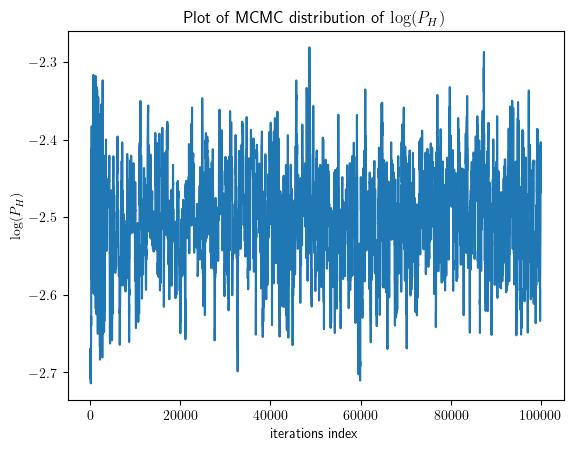 Plot of MCMC distribution of log(P_H)
log(P_H)
−2.3
−2.4
−2.5
−2.6
−2.7
0 20000 40000 60000 80000 100000
iterations index